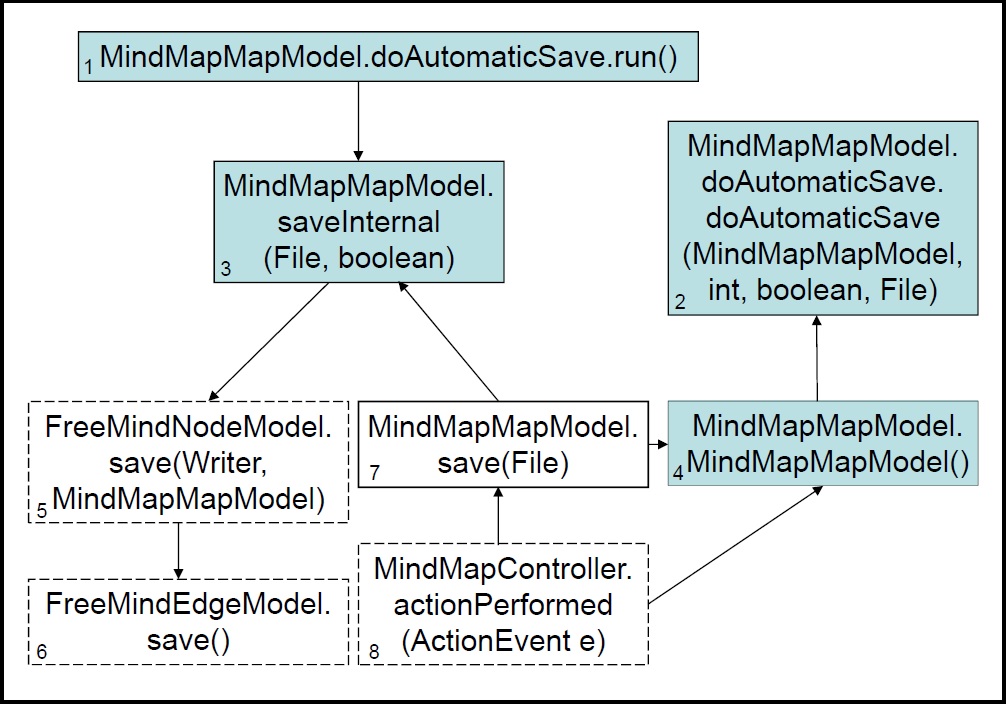 1 MindMapMapModel.doAutomaticSave.run()
MindMapMapModel.
doAutomaticSave.
doAutomaticSave
(MindMapMapModel,
2 int, boolean, File)
MindMapMapModel.
saveInternal
3 (File, boolean)
FreeMindNodeModel.
save(Writer,
5 MindMapMapModel)
MindMapMapModel.
7 save(File)
MindMapMapModel.
4 MindMapMapModel()
FreeMindEdgeModel.
6 save()
MindMapController.
actionPerformed
8 (ActionEvent e)